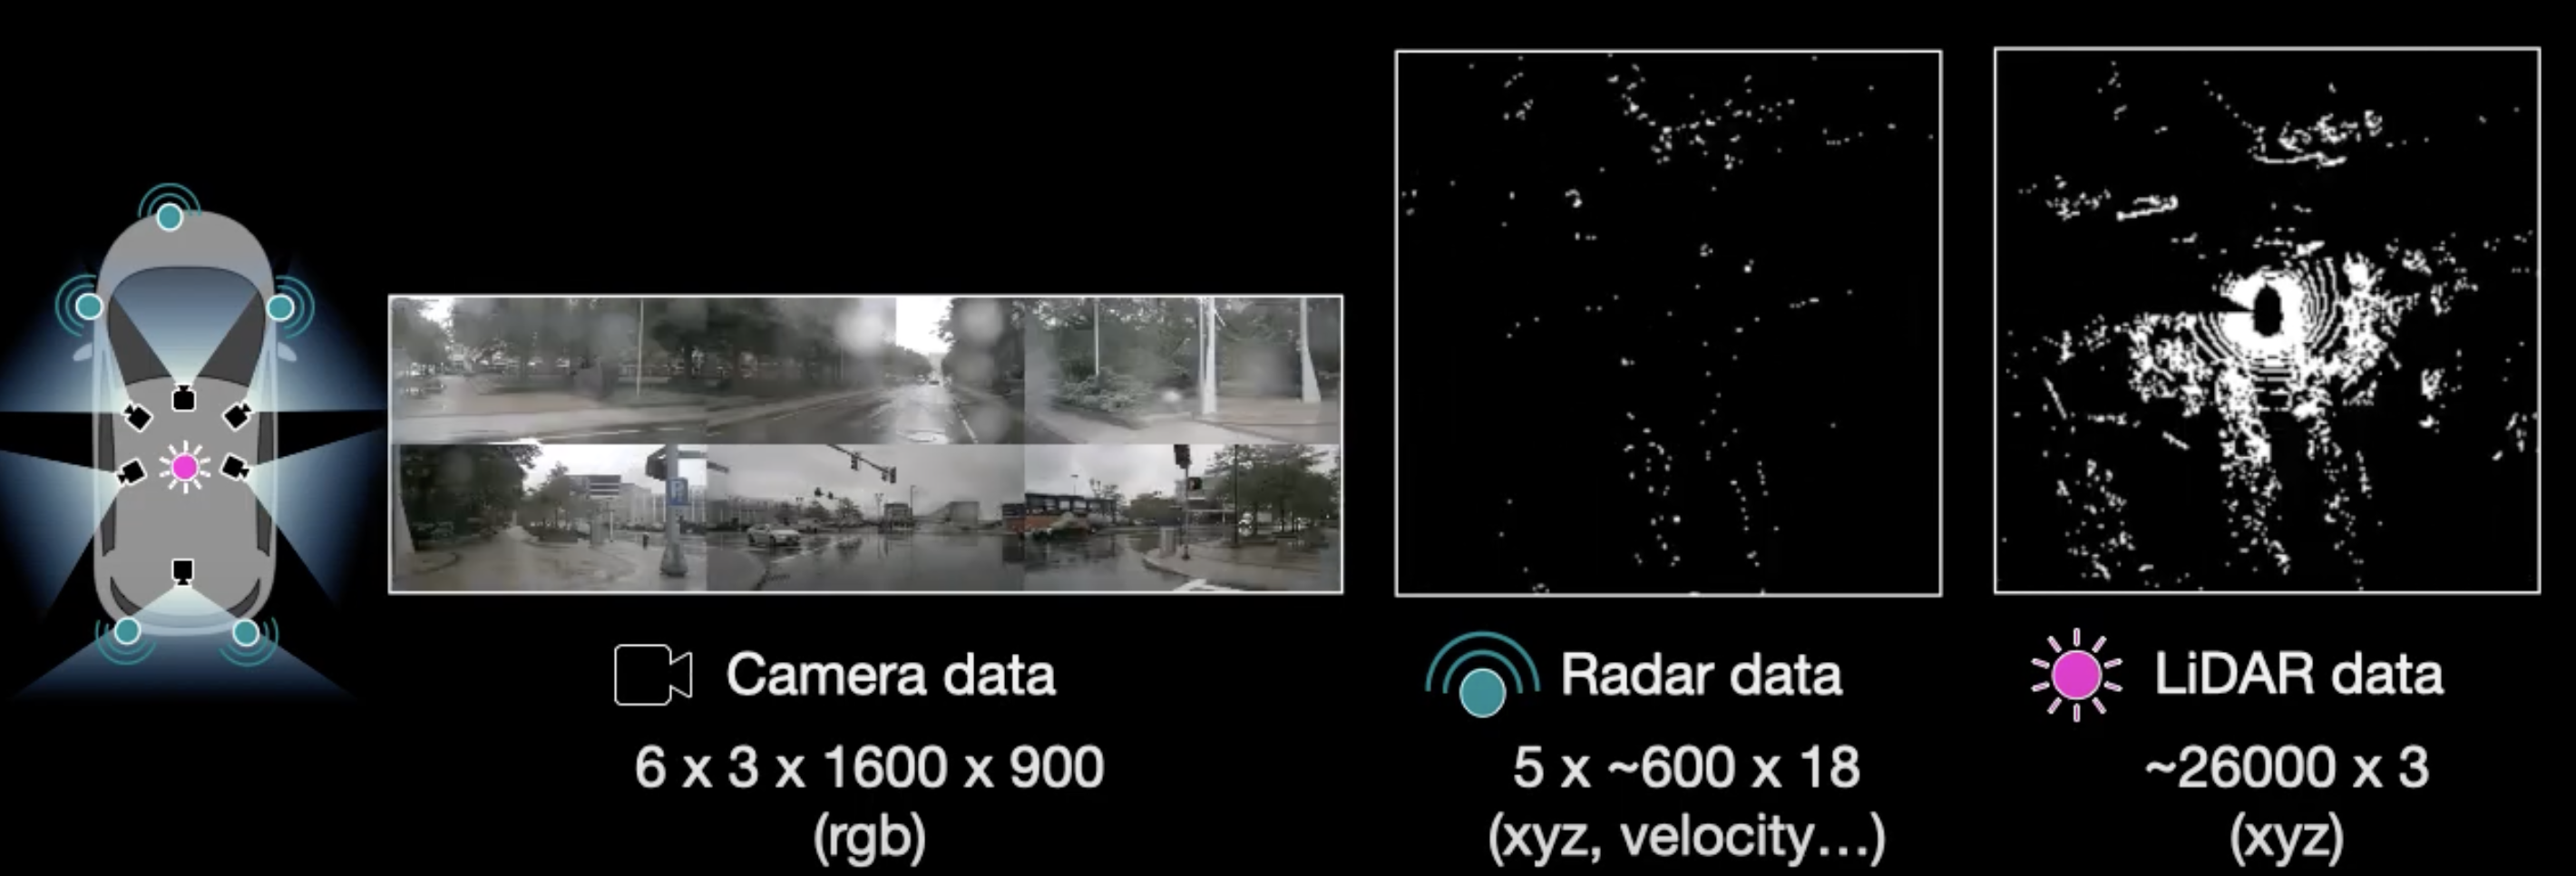 P
Camera data
6 x 3 x 1600 x 900
(rgb)
Radar data
5 x ~600 x 18
(xyz, velocity...)
LiDAR data
~26000 x 3
(xyz)